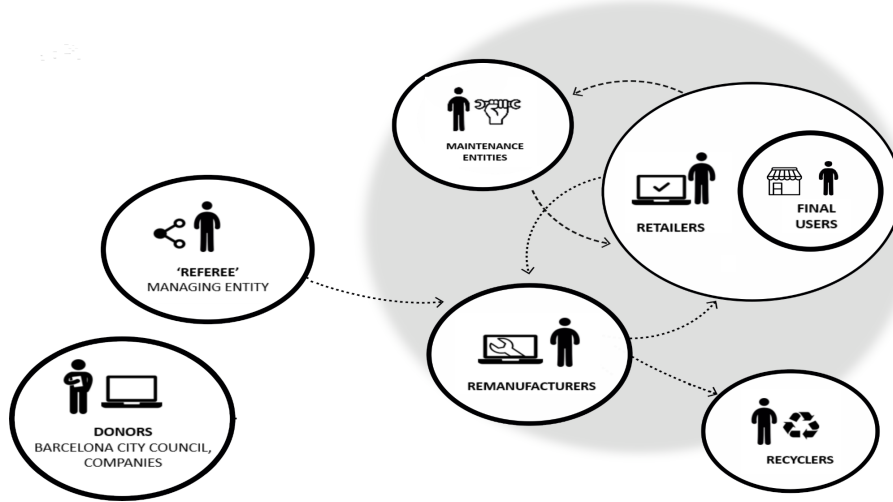 MAINTENANCE
ENTITIES
RETAILERS
FINAL
USERS
'REFEREE'
MANAGING ENTITY
REMANUFACTURERS
DONORS
BARCELONA CITY COUNCIL,
COMPANIES
RECYCLERS